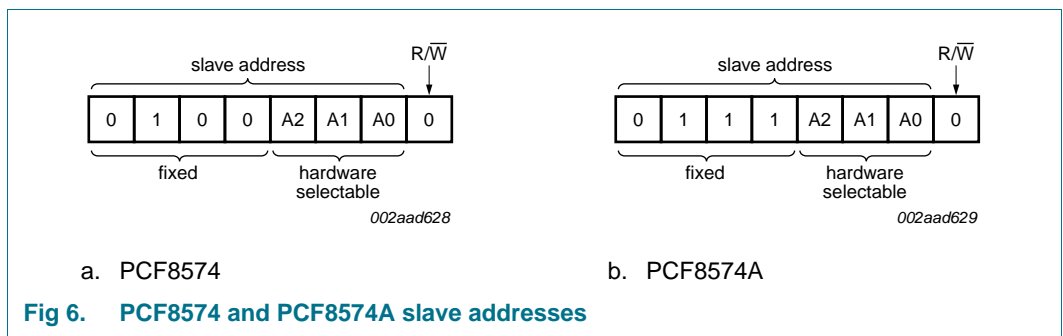 R/W̅
slave address
0 1 0 0 A2 A1 A0 0
fixed
hardware
selectable
002aad628
a. PCF8574
R/W̅
slave address
0 1 1 1 A2 A1 A0 0
fixed
hardware
selectable
002aad629
b. PCF8574A
Fig 6. PCF8574 and PCF8574A slave addresses